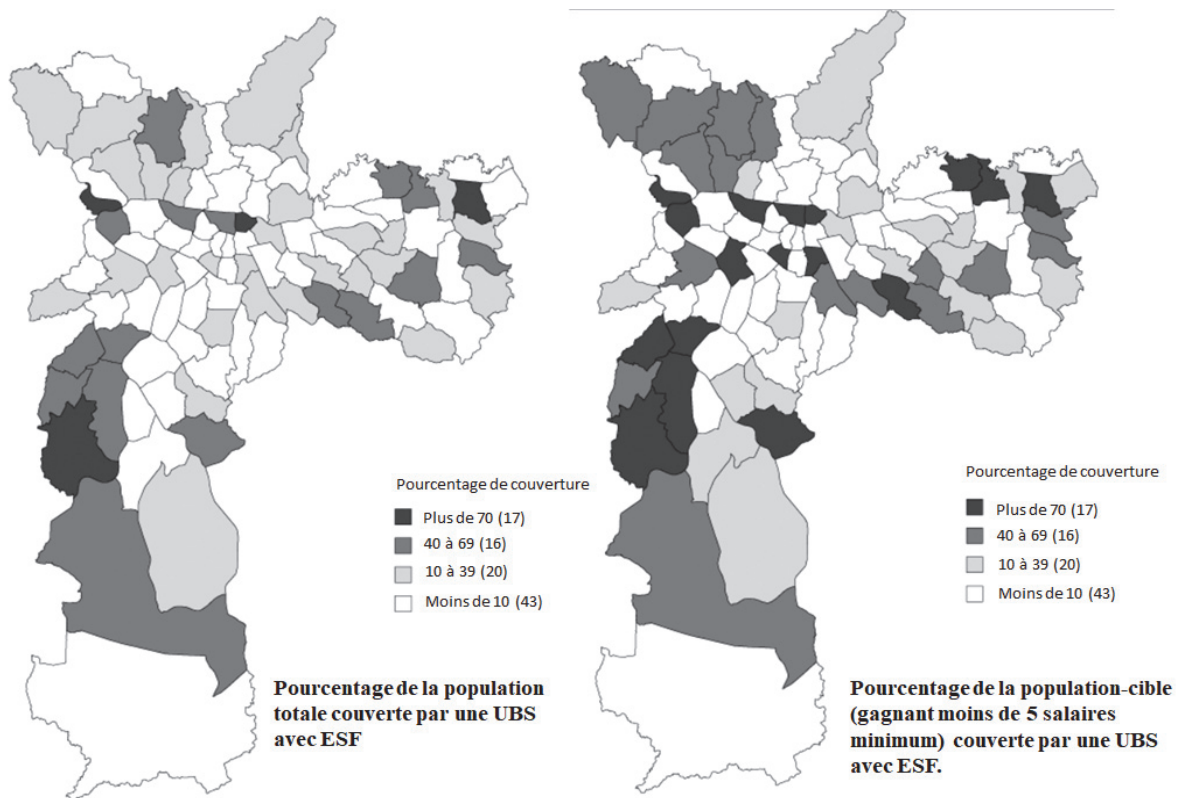 Pourcentage de couverture
Plus de 70 (17)
40 à 69 (16)
10 à 39 (20)
Moins de 10 (43)
Pourcentage de la population
totale couverte par une UBS
avec ESF
Pourcentage de couverture
Plus de 70 (17)
40 à 69 (16)
10 à 39 (20)
Moins de 10 (43)
Pourcentage de la population-cible
(gagnant moins de 5 salaires
minimum) couverte par une UBS
avec ESF.